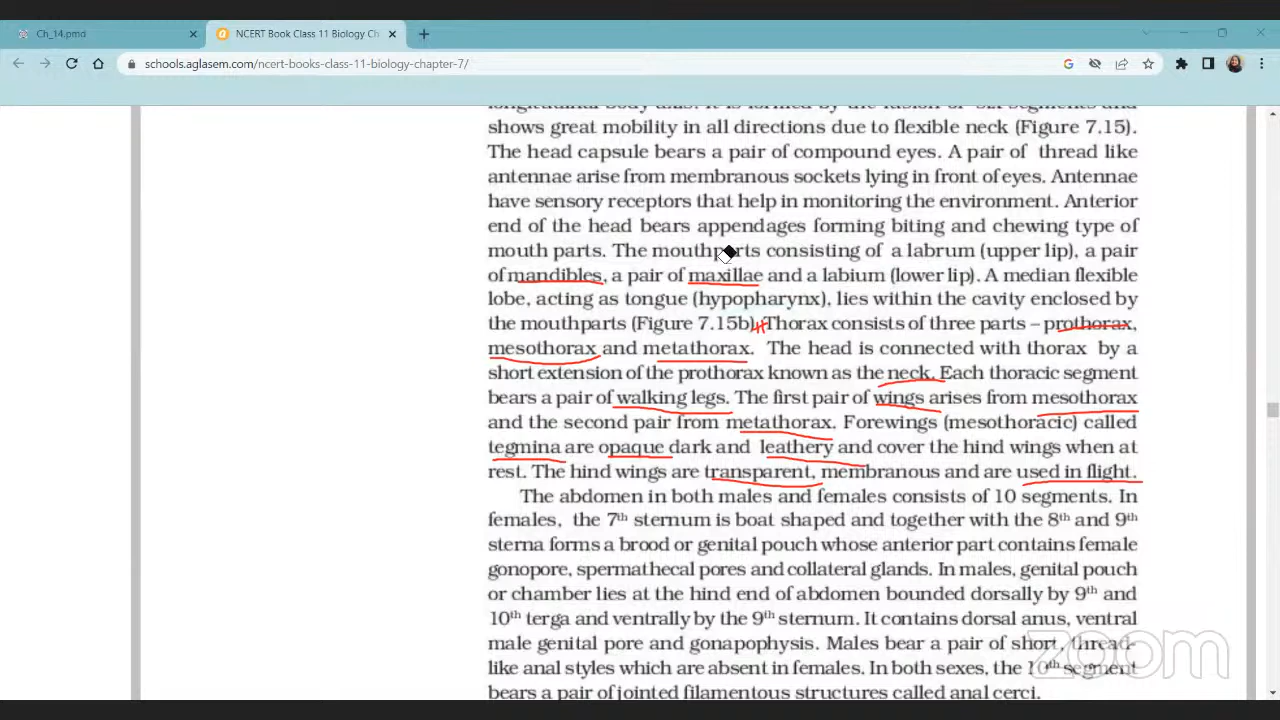 Ch_14.pmd
NCERT Book Class 11 Biology Ch
schools.aglasem.com/ncert-books-class-11-biology-chapter-7/
longitudinal body axis. It is formed by the fusion of six segments and
shows great mobility in all directions due to flexible neck (Figure 7.15).
The head capsule bears a pair of compound eyes. A pair of thread like
antennae arise from membranous sockets lying in front of eyes. Antennae
have sensory receptors that help in monitoring the environment. Anterior
end of the head bears appendages forming biting and chewing type of
mouth parts. The mouthparts consisting of a labrum (upper lip), a pair
of mandibles, a pair of maxillae and a labium (lower lip). A median flexible
lobe, acting as tongue (hypopharynx), lies within the cavity enclosed by
the mouthparts (Figure 7.15b). Thorax consists of three parts – prothorax,
mesothorax and metathorax. The head is connected with thorax by a
short extension of the prothorax known as the neck. Each thoracic segment
bears a pair of walking legs. The first pair of wings arises from mesothorax
and the second pair from metathorax. Forewings (mesothoracic) called
tegmina are opaque dark and leathery and cover the hind wings when at
rest. The hind wings are transparent, membranous and are used in flight.
The abdomen in both males and females consists of 10 segments. In
females, the 7th sternum is boat shaped and together with the 8th and 9th
sterna forms a brood or genital pouch whose anterior part contains female
gonopore, spermathecal pores and collateral glands. In males, genital pouch
or chamber lies at the hind end of abdomen bounded dorsally by 9th and
10th terga and ventrally by the 9th sternum. It contains dorsal anus, ventral
male genital pore and gonapophysis. Males bear a pair of short, thread-
like anal styles which are absent in females. In both sexes, the 10th segment
bears a pair of jointed filamentous structures called anal cerci.
zoom